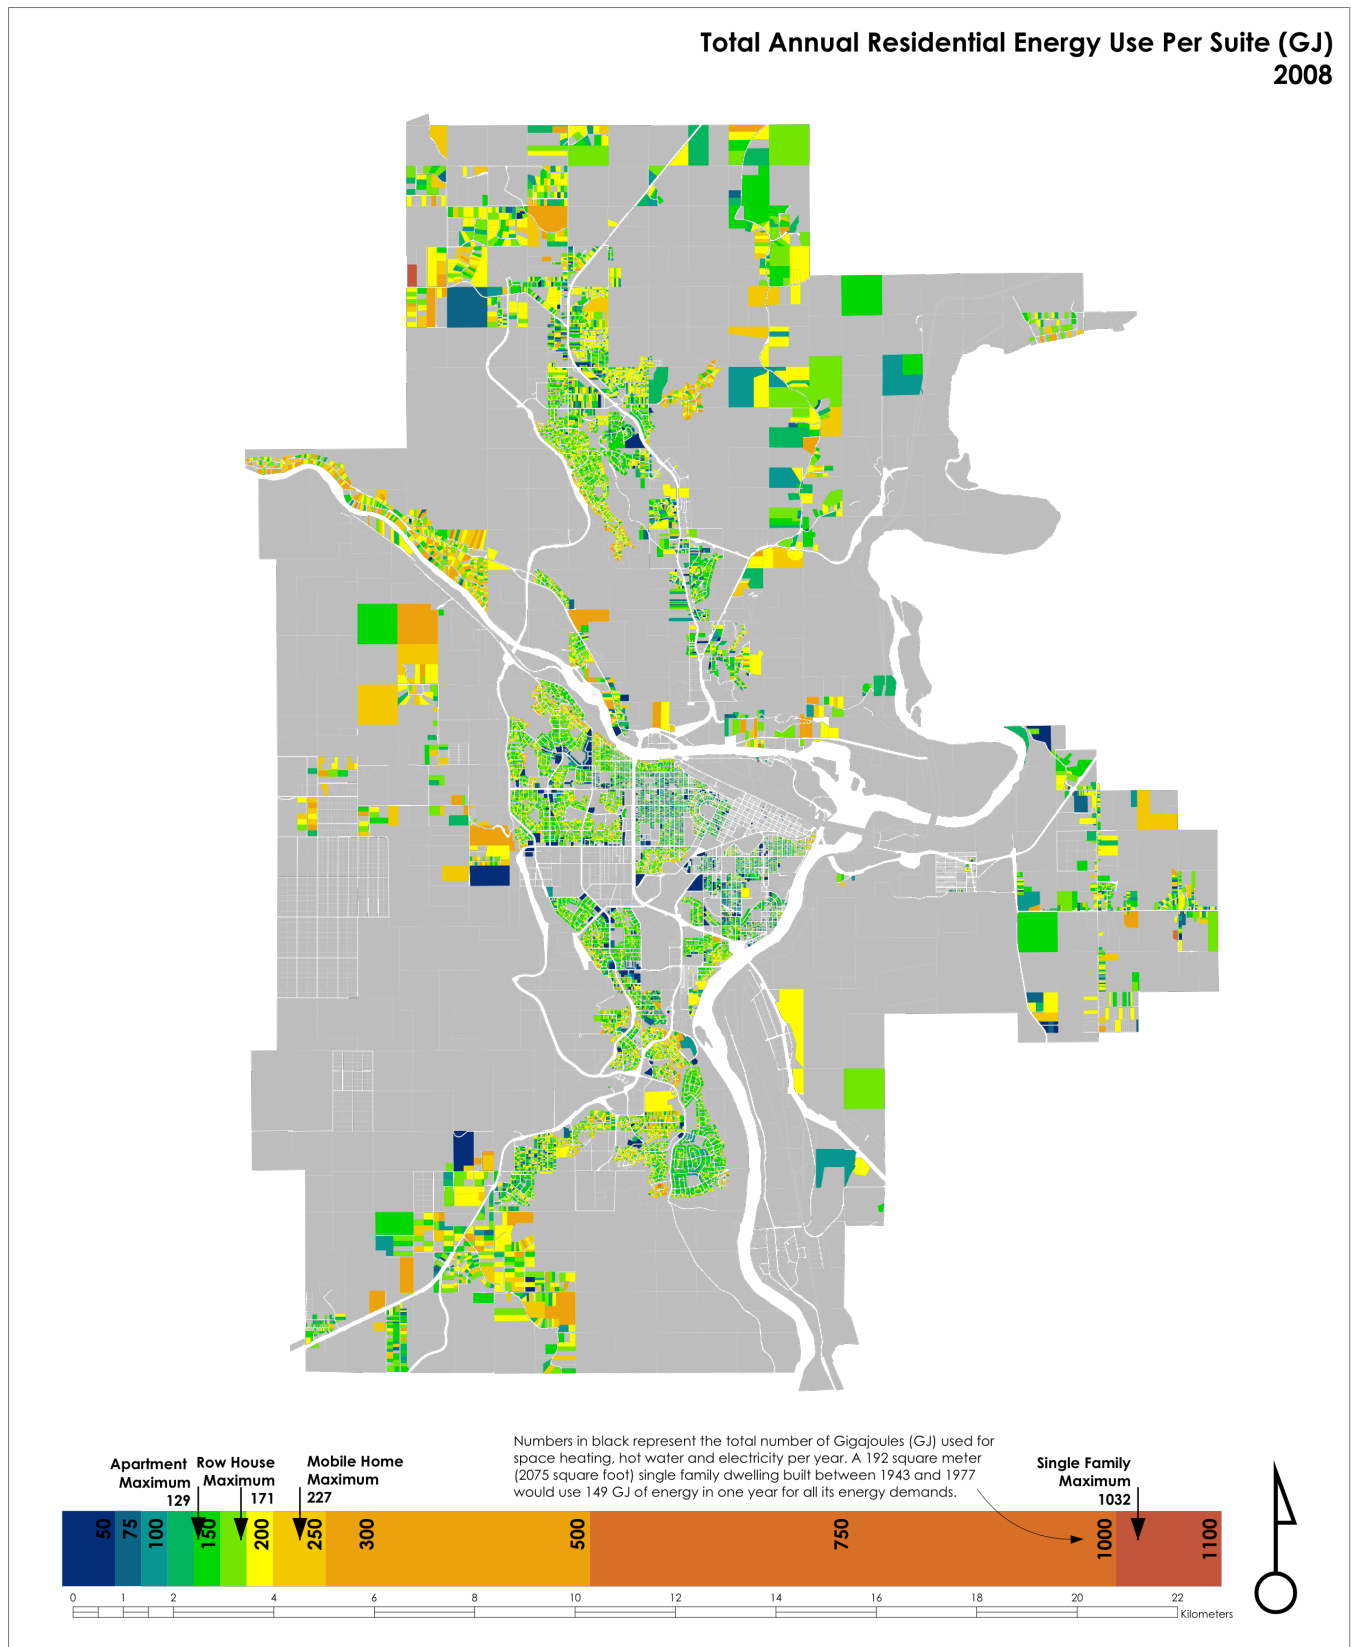 Total Annual Residential Energy Use Per Suite (GJ)
2008
Numbers in black represent the total number of Gigajoules (GJ) used for
space heating, hot water and electricity per year. A 192 square meter
(2075 square foot) single family dwelling built between 1943 and 1977
would use 149 GJ of energy in one year for all its energy demands.
Apartment
Maximum
129
Row House
Maximum
171
Mobile Home
Maximum
227
Single Family
Maximum
1032
50
75
100
150
200
250
300
500
750
1000
1100
0 1 2 4 6 8 10 12 14 16 18 20 22
Kilometers